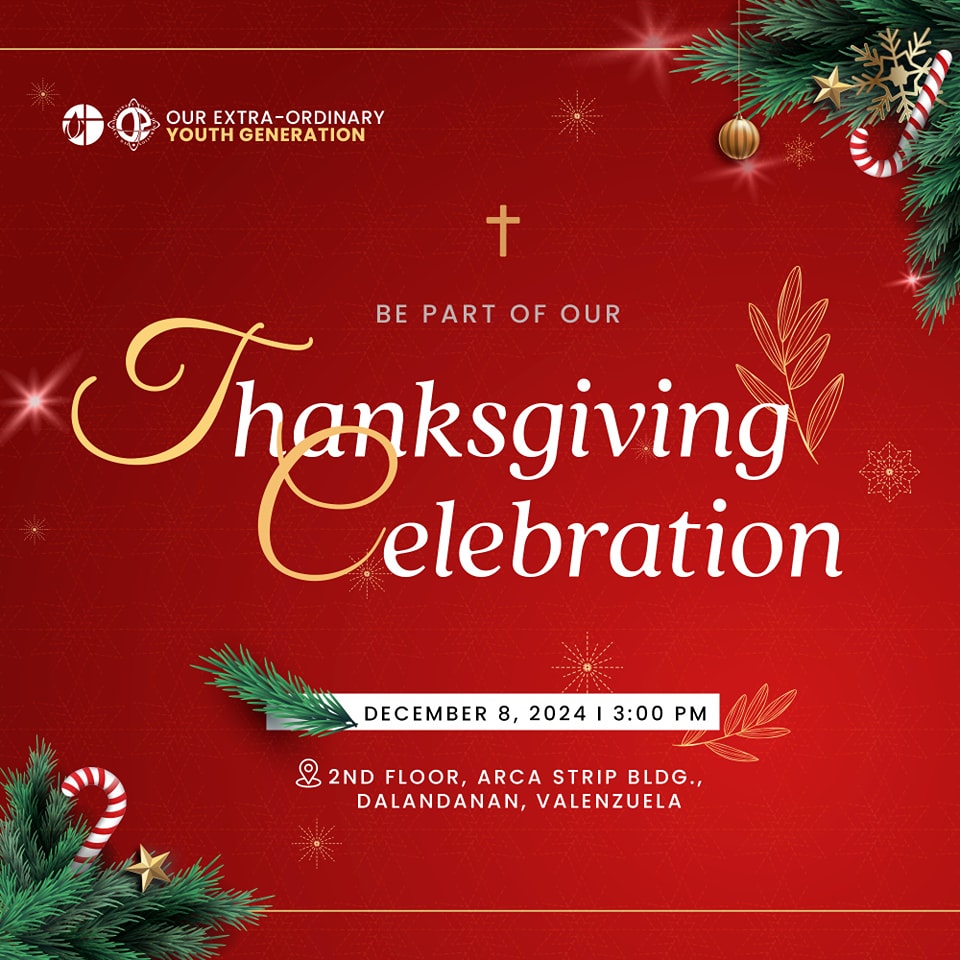 OUR EXTRA-ORDINARY
YOUTH GENERATION
BE PART OF OUR
Thanksgiving
Celebration
DECEMBER 8, 2024 I 3:00 PM
2ND FLOOR, ARCA STRIP BLDG.,
DALANDANAN, VALENZUELA